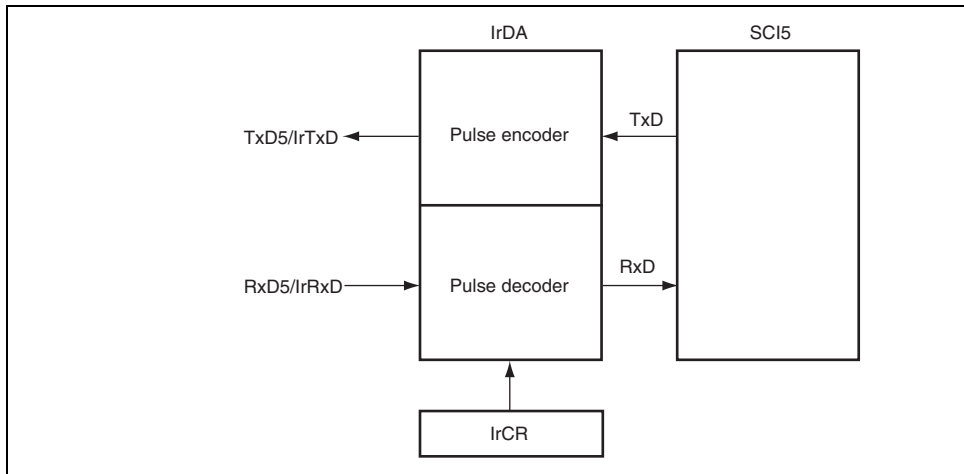 IrDA
SCI5
TxD5/IrTxD
Pulse encoder
TxD
RxD5/IrRxD
Pulse decoder
RxD
IrCR